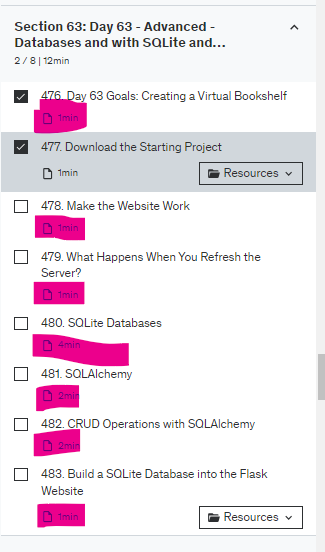 Section 63: Day 63 - Advanced -
Databases and with SQLite and...
2 / 8 | 12min
476. Day 63 Goals: Creating a Virtual Bookshelf
1min
477. Download the Starting Project
1min
Resources
478. Make the Website Work
1min
479. What Happens When You Refresh the
Server?
1min
480. SQLite Databases
4min
481. SQLAlchemy
2min
482. CRUD Operations with SQLAlchemy
2min
483. Build a SQLite Database into the Flask
Website
1min
Resources